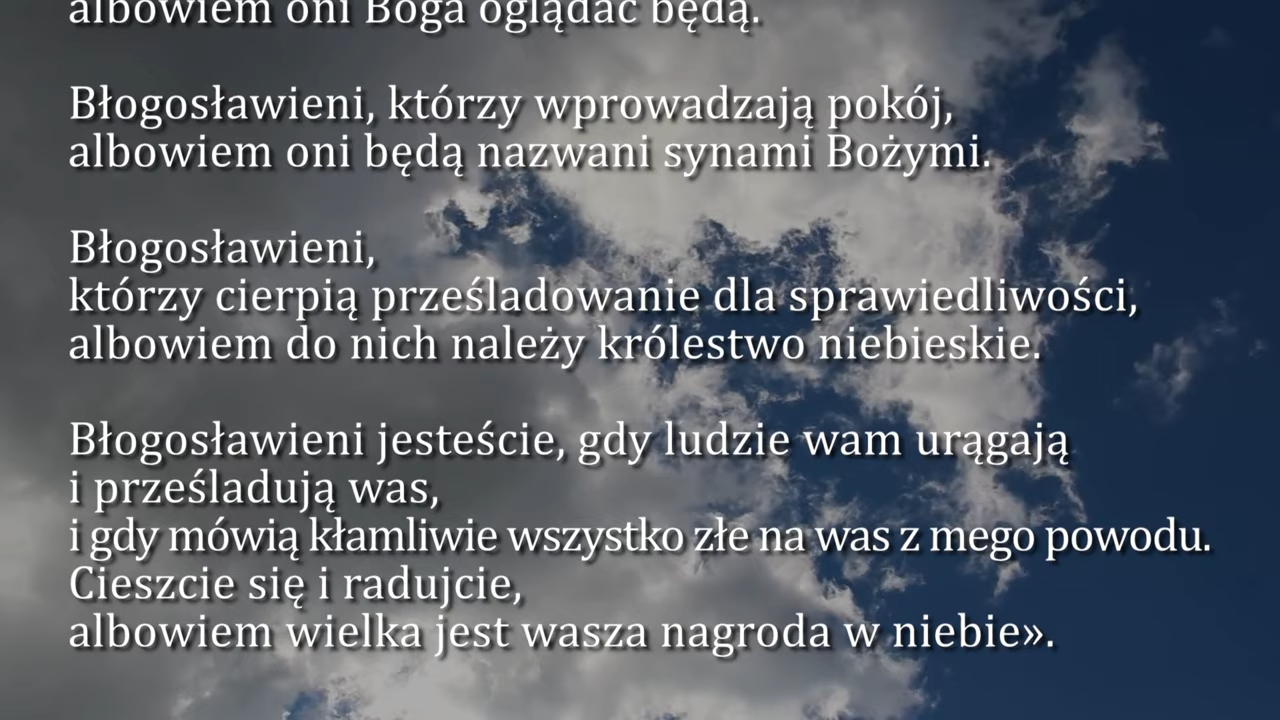 albowiem oni Boga oglądać będą.
Błogosławieni, którzy wprowadzają pokój,
albowiem oni będą nazwani synami Bożymi.
Błogosławieni,
którzy cierpią prześladowanie dla sprawiedliwości,
albowiem do nich należy królestwo niebieskie.
Błogosławieni jesteście, gdy ludzie wam urągają
i prześladują was,
i gdy mówią kłamliwie wszystko złe na was z mego powodu.
Cieszcie się i radujcie,
albowiem wielka jest wasza nagroda w niebie».